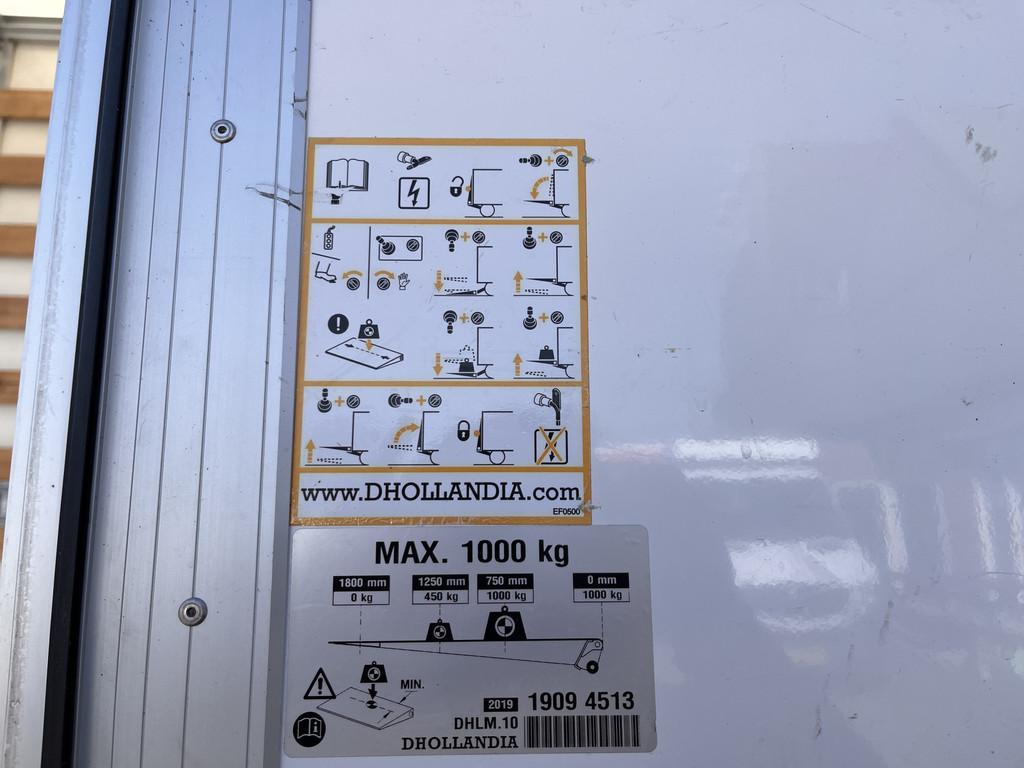 www.DHOLLANDIA.com
EF0500
MAX. 1000 kg
1800 mm 1250 mm 750 mm 0 mm
0 kg 450 kg 1000 kg 1000 kg
MIN.
2019 1909 4513
DHLM.10
DHOLLANDIA